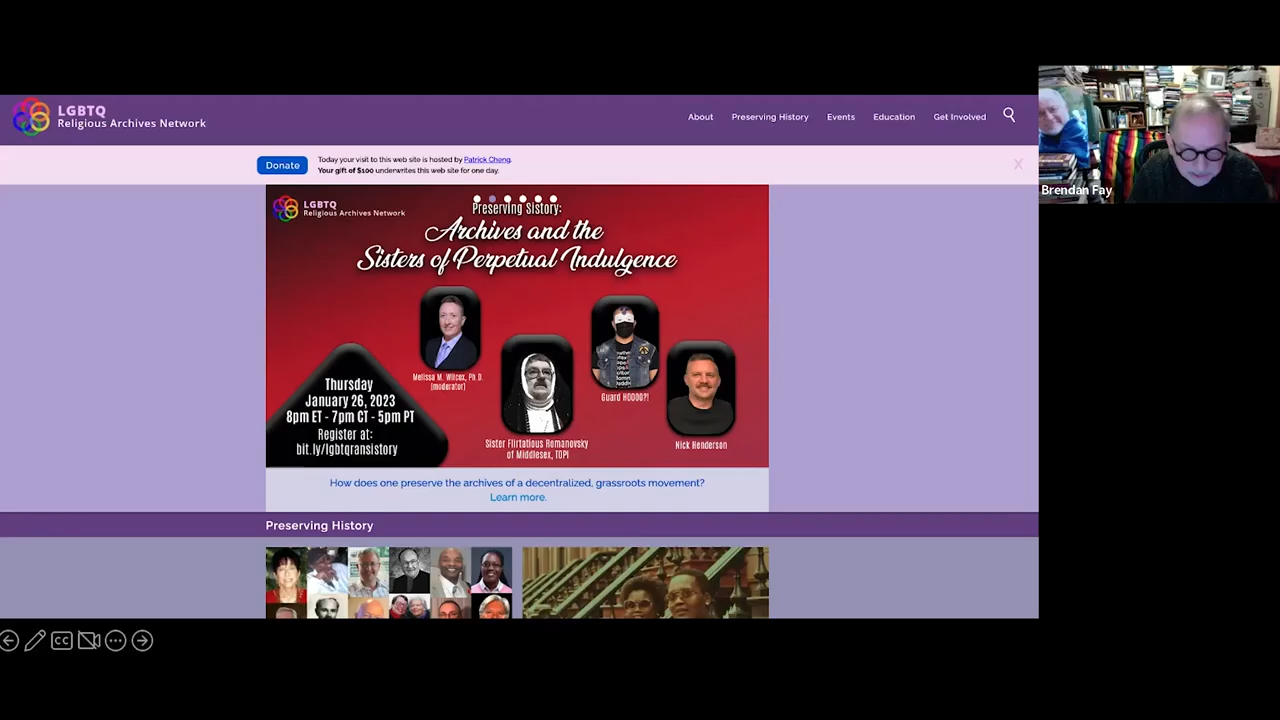 LGBTQ
Religious Archives Network
About Preserving History Events Education Get Involved
Donate
Today your visit to this web site is hosted by Patrick Cheng.
Your gift of $100 underwrites this web site for one day.
X
Brendan Fay
LGBTQ
Religious Archives Network
Preserving Sistory:
Archives and the
Sisters of Perpetual Indulgence
Melissa M. Wilcox, Ph.D.
(moderator)
Sister Flirtatious Romanovsky
of Middlesex, TOPI
Guard HOOOO?!
Nick Henderson
Thursday
January 26, 2023
8pm ET - 7pm CT - 5pm PT
Register at:
bit.ly/lgbtqransistory
How does one preserve the archives of a decentralized, grassroots movement?
Learn more.
Preserving History
CC